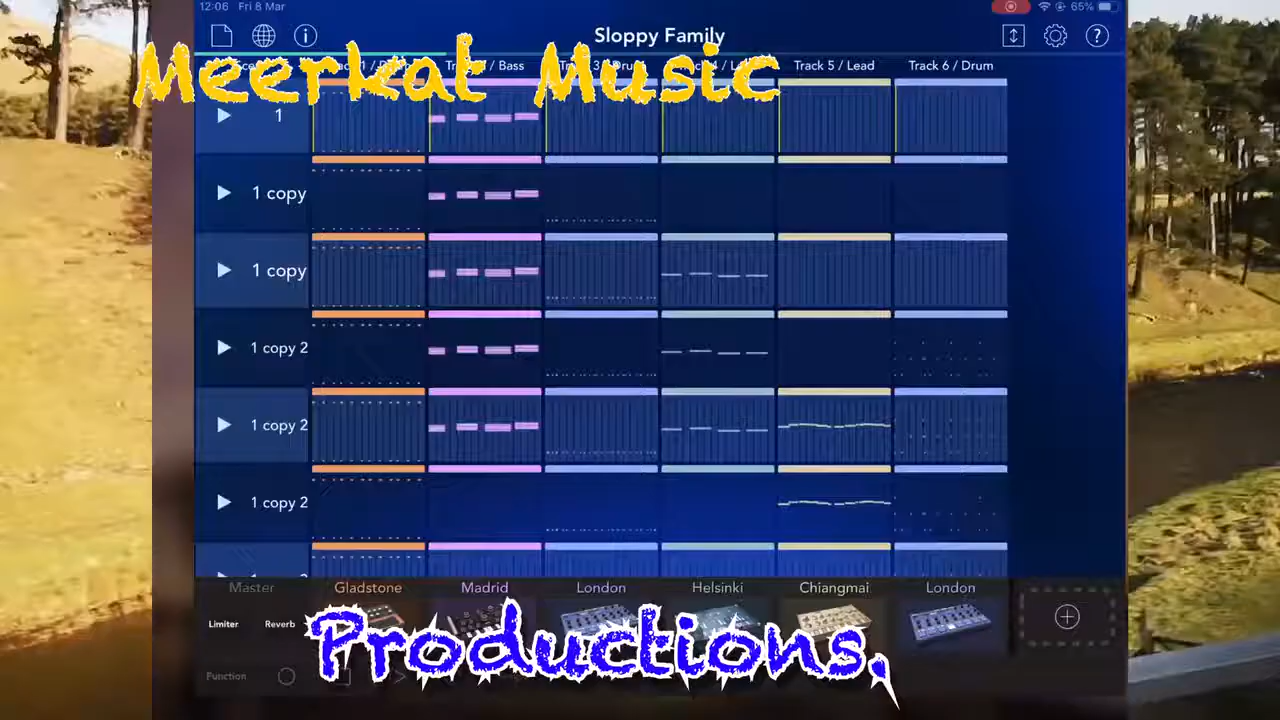 12:06 Fri 8 Mar 65%
Sloppy Family
Meerkat Music
Bass Track 5 / Lead Track 6 / Drum
1
1 copy
1 copy
1 copy 2
1 copy 2
1 copy 2
Master Gladstone Madrid London Helsinki Chiangmai London
Limiter Reverb
Productions.
Function